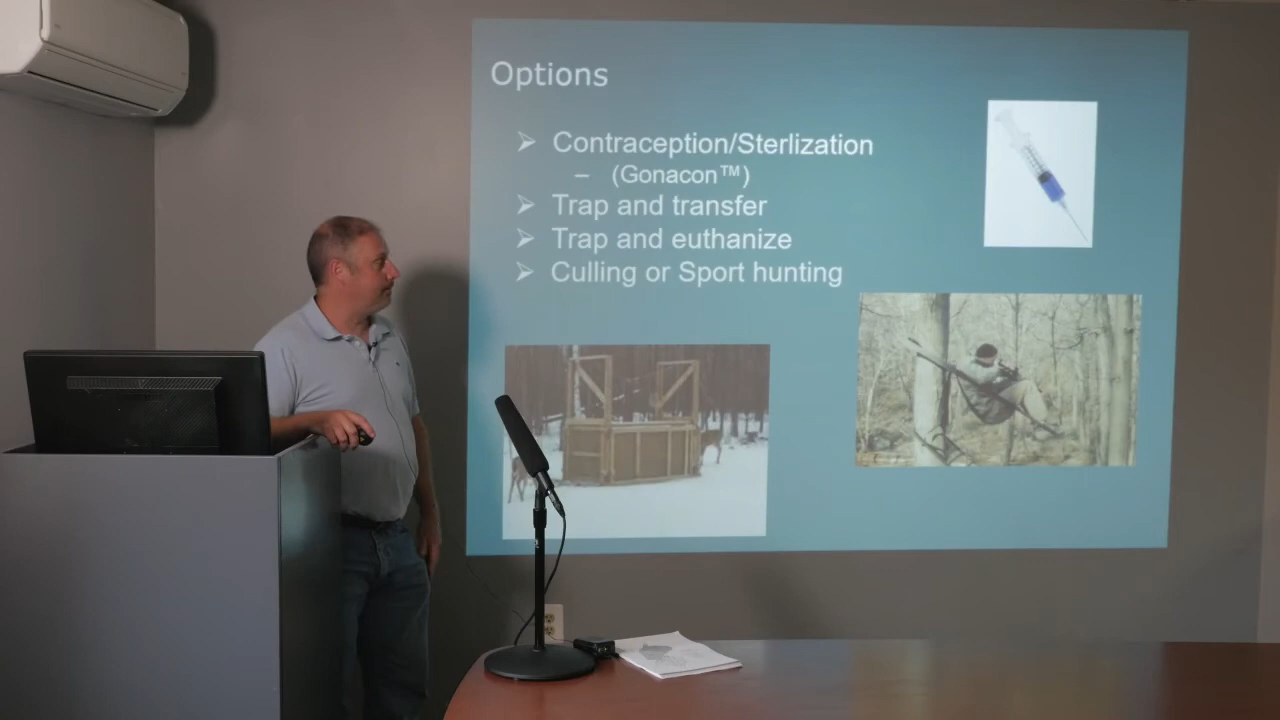 Options
➢ Contraception/Sterlization
– (Gonacon™)
➢ Trap and transfer
➢ Trap and euthanize
➢ Culling or Sport hunting